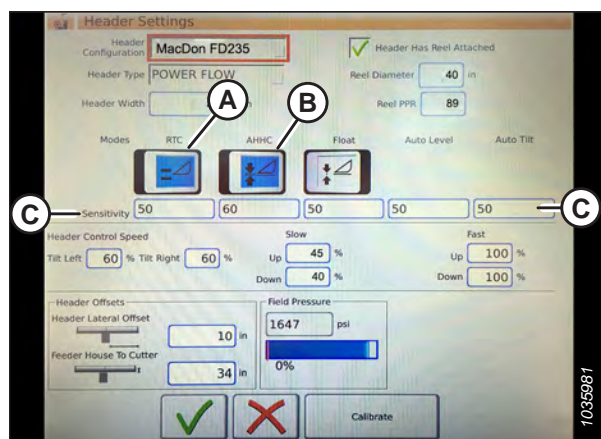 Header Settings
Header Configuration MacDon FD235
Header Has Reel Attached
Header Type POWER FLOW
Reel Diameter 40 in
Header Width
Reel PPR 89
A B
Modes RTC AHHC Float Auto Level Auto Tilt
C Sensitivity 50 60 50 50 50 C
Header Control Speed Slow Fast
Tilt Left 60 % Tilt Right 60 % Up 45 % Up 100 %
Down 40 % Down 100 %
Header Offsets Field Pressure
Header Lateral Offset 10 in 1647 psi
Feeder House To Cutter 34 in 0%
Calibrate
1035981